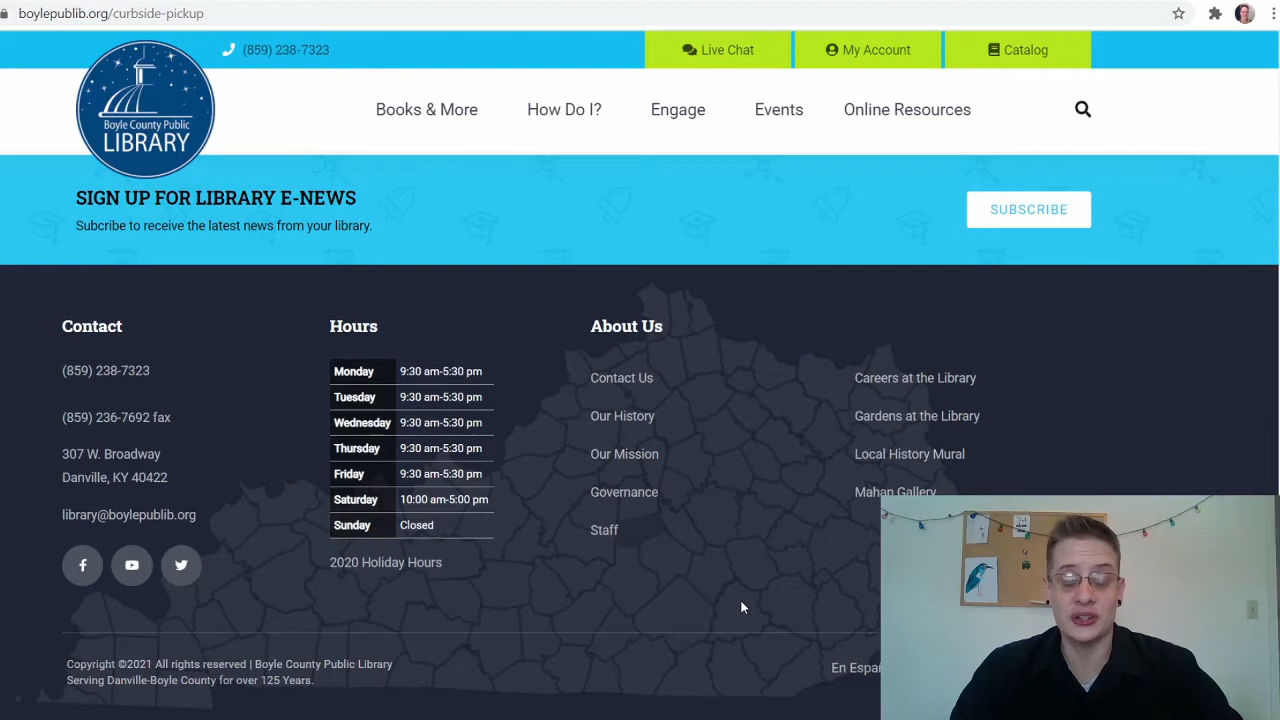 boylepublib.org/curbside-pickup
(859) 238-7323
Live Chat
My Account
Catalog
Boyle County Public
LIBRARY
Books & More
How Do I?
Engage
Events
Online Resources
SIGN UP FOR LIBRARY E-NEWS
Subcribe to receive the latest news from your library.
SUBSCRIBE
Contact
(859) 238-7323
(859) 236-7692 fax
307 W. Broadway
Danville, KY 40422
library@boylepublib.org
Hours
Monday 9:30 am-5:30 pm
Tuesday 9:30 am-5:30 pm
Wednesday 9:30 am-5:30 pm
Thursday 9:30 am-5:30 pm
Friday 9:30 am-5:30 pm
Saturday 10:00 am-5:00 pm
Sunday Closed
2020 Holiday Hours
About Us
Contact Us
Our History
Our Mission
Governance
Staff
Careers at the Library
Gardens at the Library
Local History Mural
Mahan Gallery
Copyright ©2021 All rights reserved | Boyle County Public Library
Serving Danville-Boyle County for over 125 Years.
En Espa